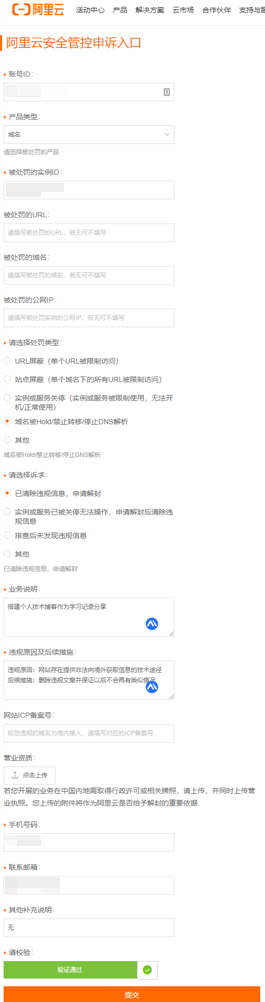 阿里云
活动中心 产品 解决方案 云市场 合作伙伴 支持与服
阿里云安全管控申诉入口
* 账号ID：
* 产品类型：
域名
请选择被处罚的产品
* 被处罚的实例ID：
被处罚的URL：
请填写被处罚的URL，若无可不填写
被处罚的域名：
请填写被处罚的域名，若无可不填写
被处罚的公网IP：
请填写被处罚实例的公网IP，若无可不填写
* 请选择处罚类型：
URL屏蔽（单个URL被限制访问）
站点屏蔽（单个域名下的所有URL被限制访问）
实例或服务关停（实例或服务被限制使用，无法开
机/正常使用）
域名被Hold/禁止转移/停止DNS解析
其他
域名被Hold/禁止转移/停止DNS解析
* 请选择诉求：
已清除违规信息，申请解封
实例或服务已被关停无法操作，申请解封后清除违
规信息
排查后未发现违规信息
其他
已清除违规信息，申请解封
* 业务说明：
搭建个人技术博客作为学习记录分享
* 违规原因及后续措施：
违规原因：网站存在提供非法向境外获取信息的技术途径
后续措施：删除违规文章并保证以后不会再有类似情况
网站ICP备案号：
如您违规的域名为境内接入，请填写对应的ICP备案号
营业资质：
点击上传
若您开展的业务在中国内地需取得行政许可或相关牌照，请上传，并同时上传营
业执照。您上传的附件将作为阿里云是否给予解封的重要依据
* 手机号码：
* 联系邮箱：
* 其他补充说明：
无
* 请校验：
验证通过
提交